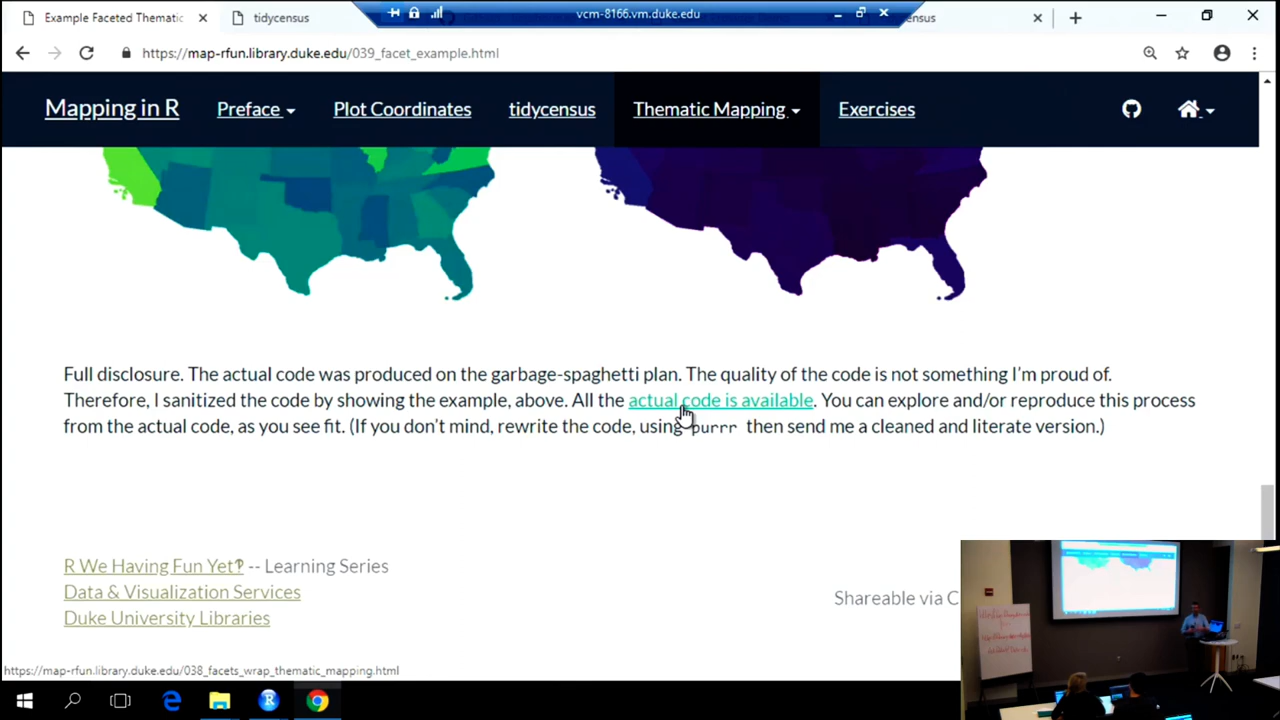 Example Faceted Thematic
tidycensus
vcm-8166.vm.duke.edu
nsus
https://map-rfun.library.duke.edu/039_facet_example.html
Mapping in R
Preface
Plot Coordinates
tidycensus
Thematic Mapping
Exercises
Full disclosure. The actual code was produced on the garbage-spaghetti plan. The quality of the code is not something I'm proud of.
Therefore, I sanitized the code by showing the example, above. All the actual code is available. You can explore and/or reproduce this process
from the actual code, as you see fit. (If you don't mind, rewrite the code, using purrr then send me a cleaned and literate version.)
R We Having Fun Yet‽ -- Learning Series
Data & Visualization Services
Shareable via C
Duke University Libraries
https://map-rfun.library.duke.edu/038_facets_wrap_thematic_mapping.html